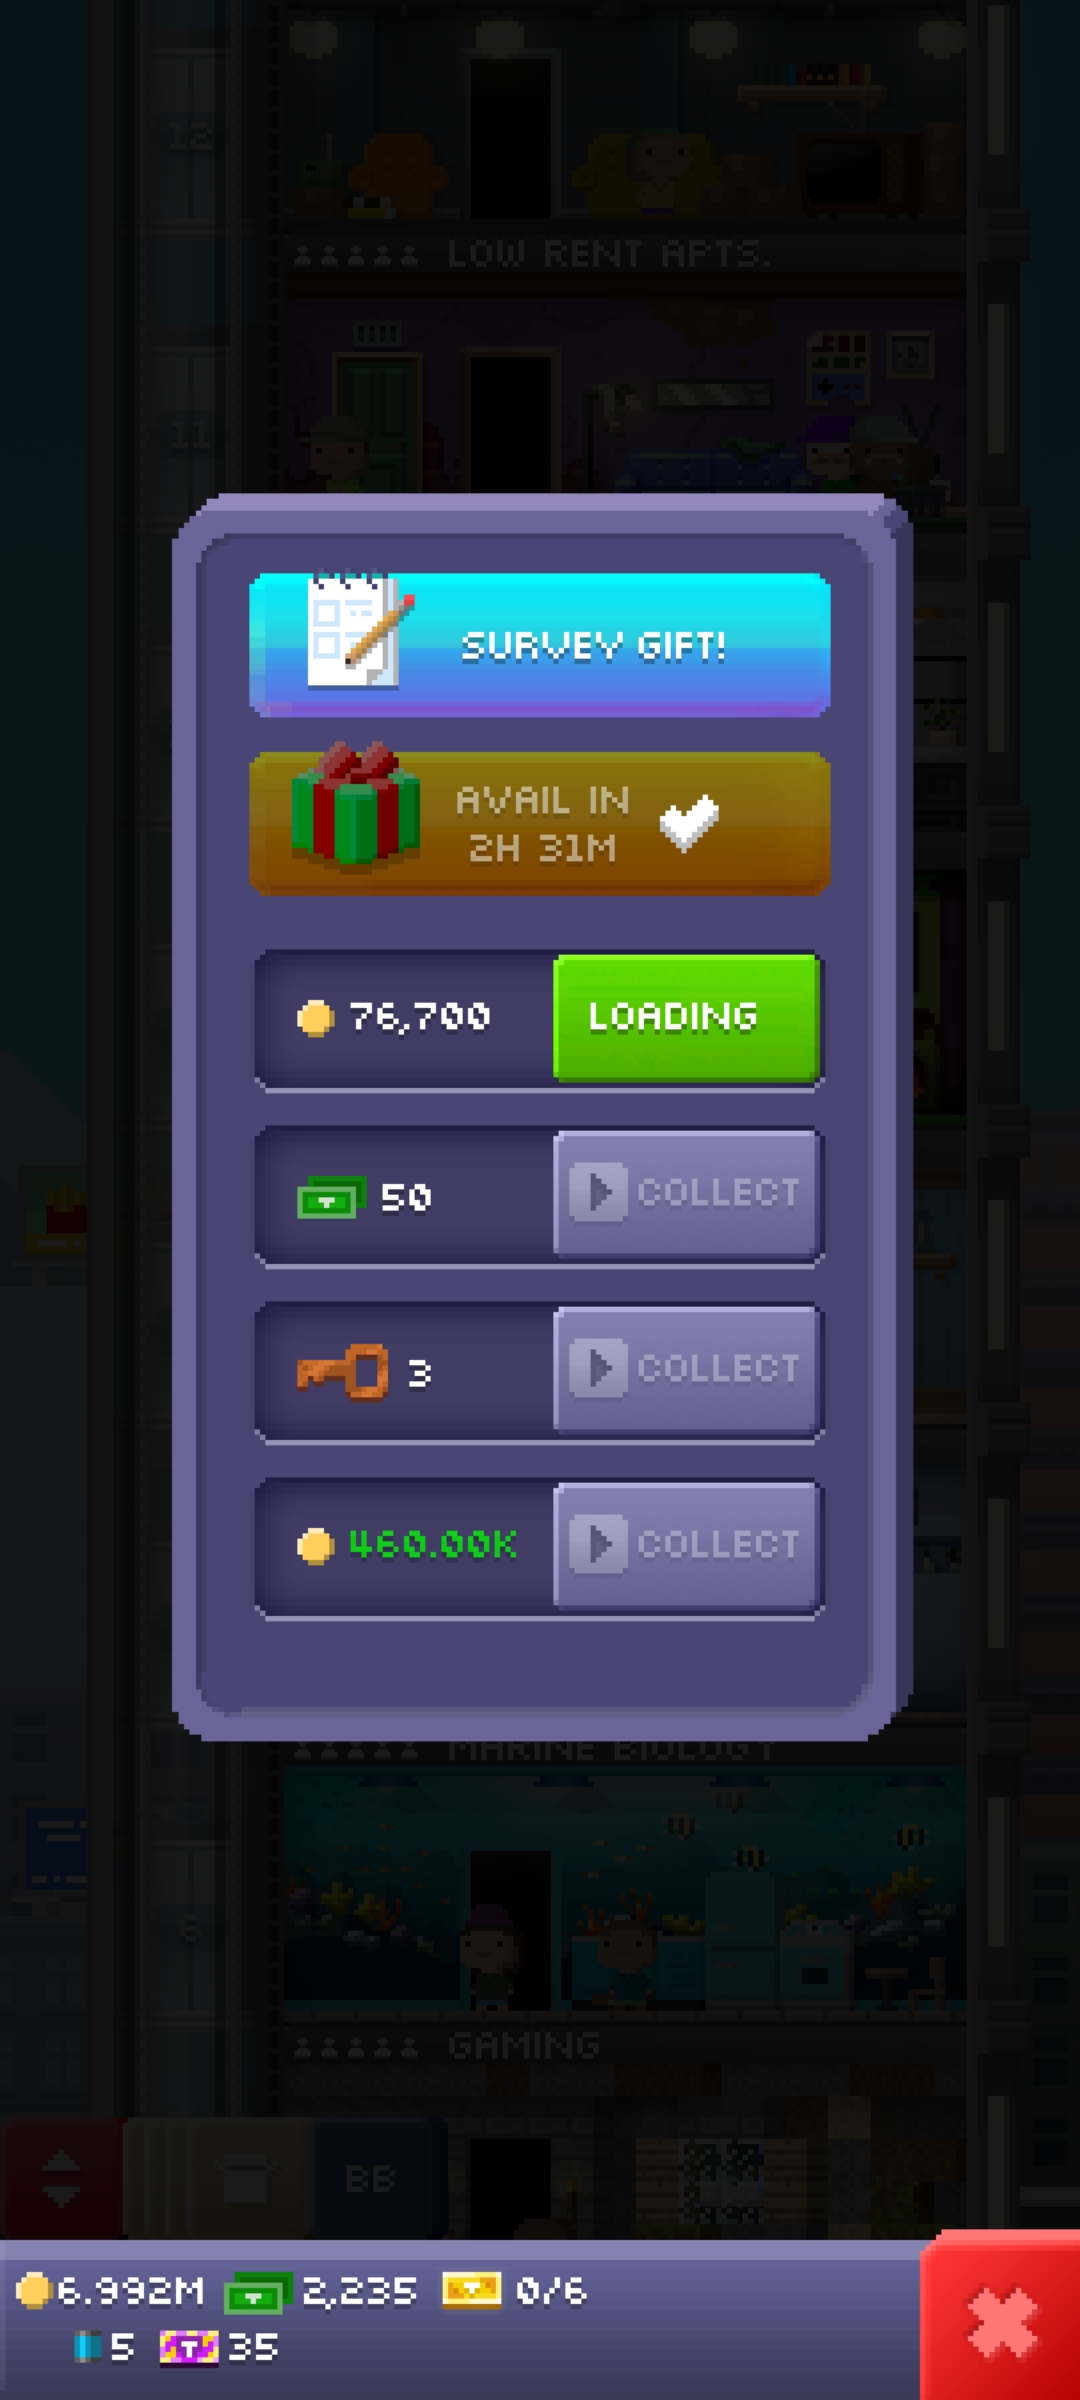 12
LOW RENT APTS.
11
SURVEY GIFT!
AVAIL IN
2H 31M
76,700
LOADING
50
COLLECT
3
COLLECT
460.00K
COLLECT
MARINE BIOLOGY
6
GAMING
BB
6.992M 2,235 0/6
5 T 35